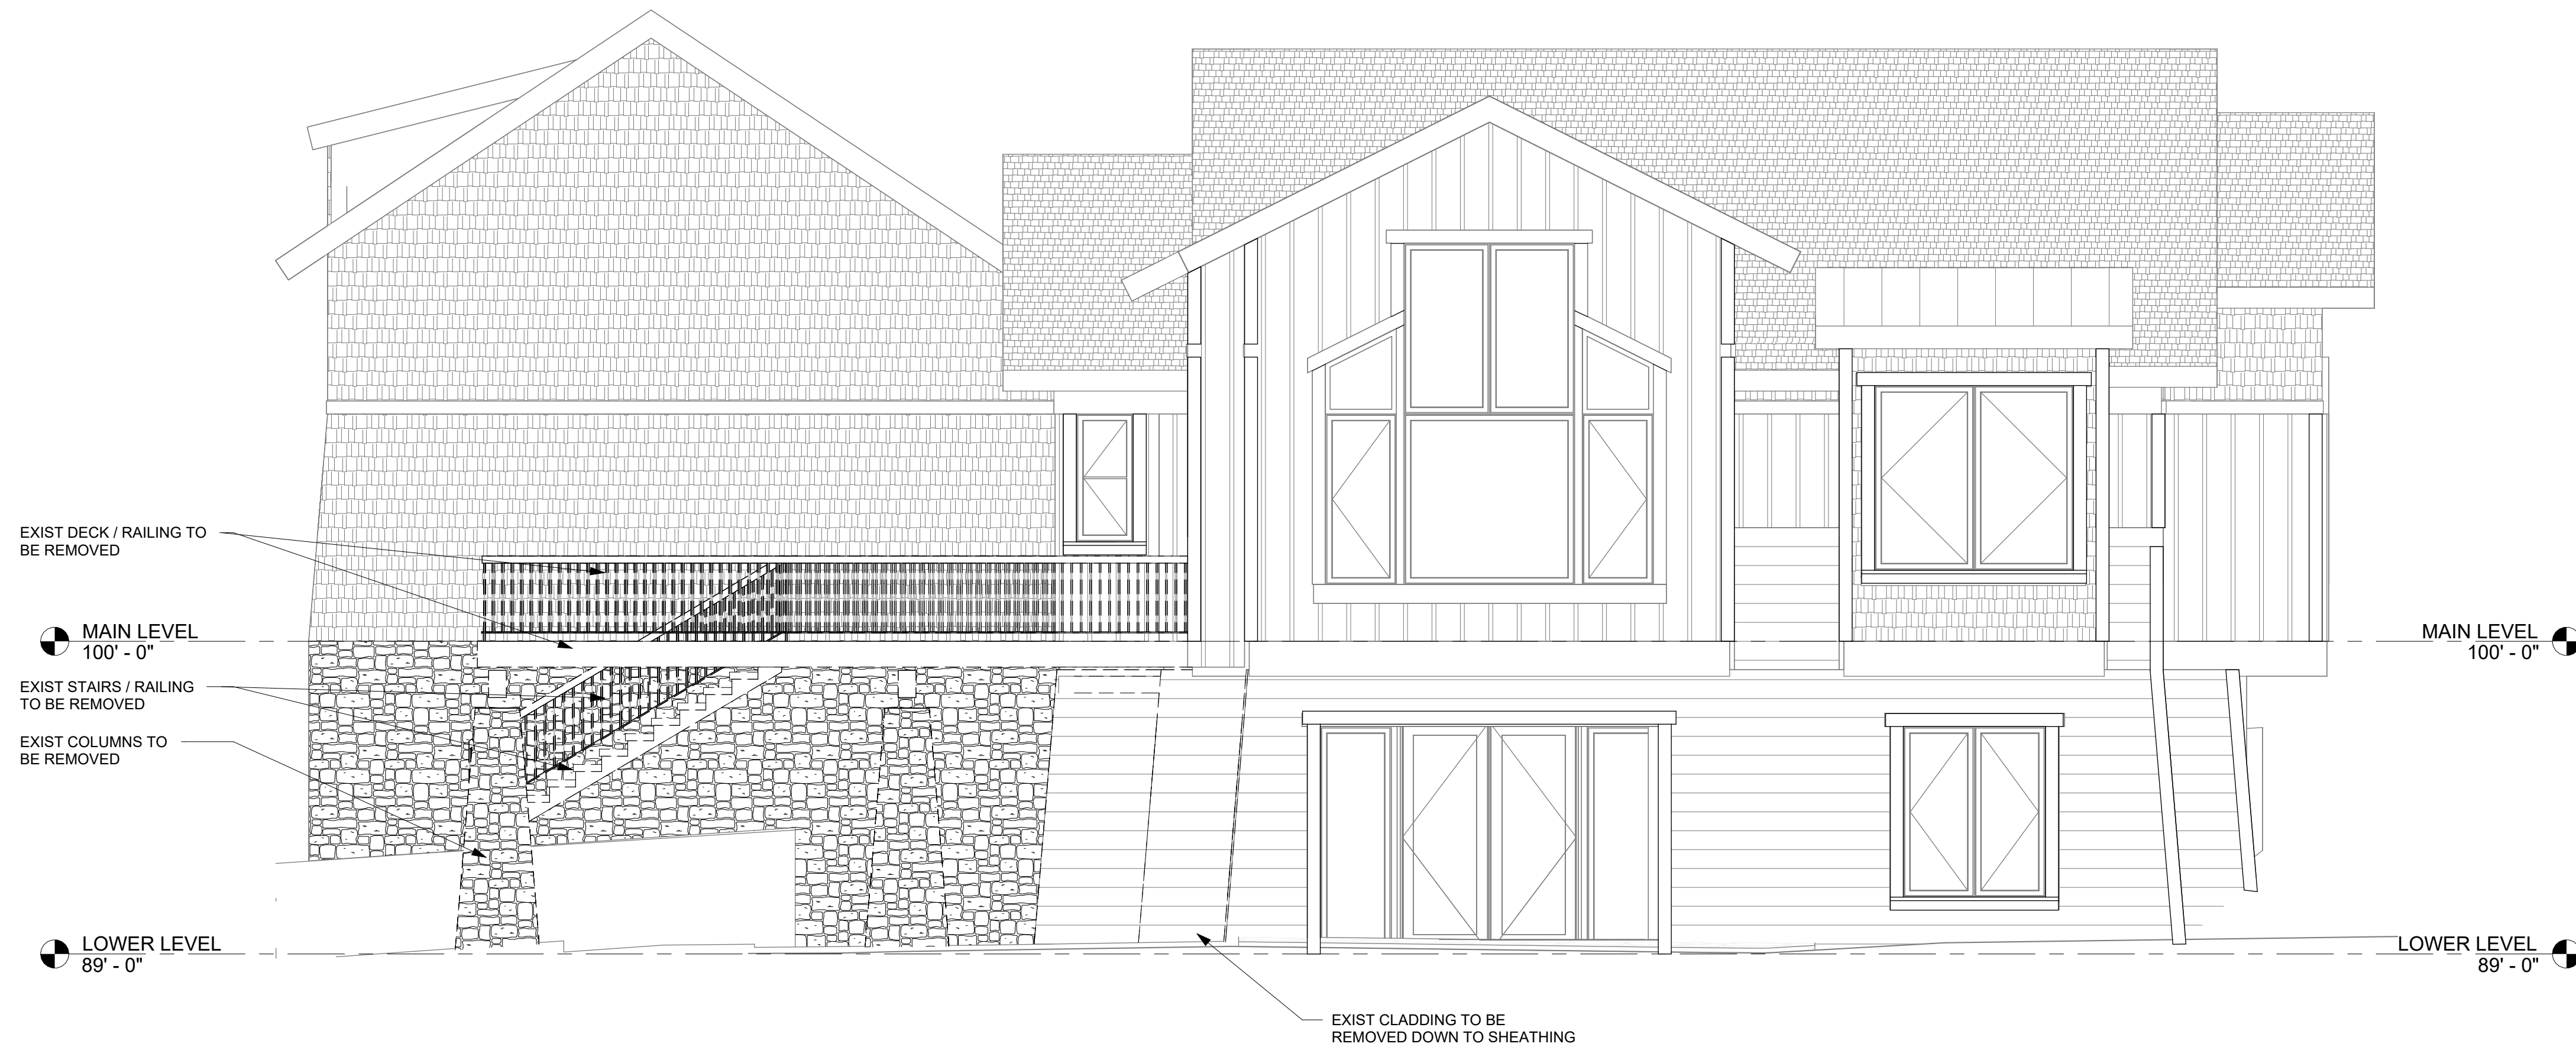 EXIST DECK / RAILING TO
BE REMOVED
MAIN LEVEL
100' - 0"
EXIST STAIRS / RAILING
TO BE REMOVED
EXIST COLUMNS TO
BE REMOVED
LOWER LEVEL
89' - 0"
MAIN LEVEL
100' - 0"
LOWER LEVEL
89' - 0"
EXIST CLADDING TO BE
REMOVED DOWN TO SHEATHING